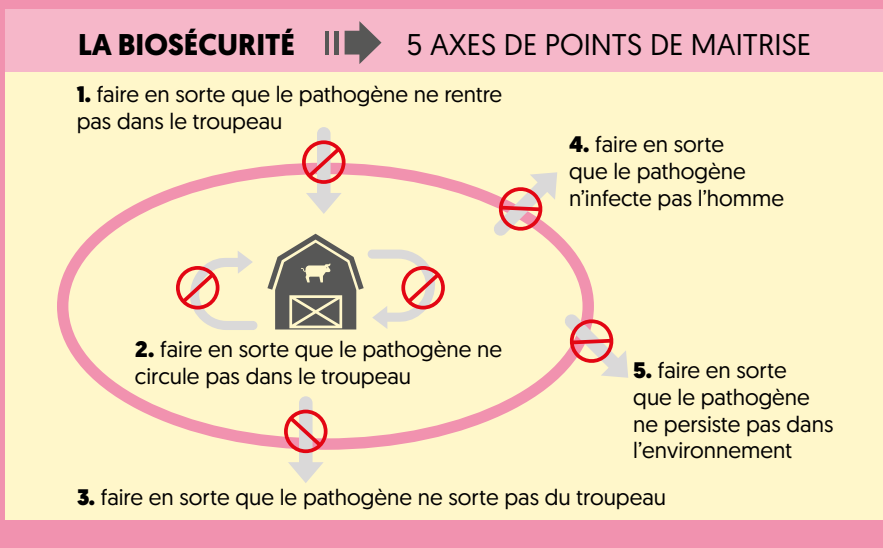 LA BIOSÉCURITÉ 5 AXES DE POINTS DE MAITRISE
1. faire en sorte que le pathogène ne rentre
pas dans le troupeau
4. faire en sorte
que le pathogène
n'infecte pas l'homme
2. faire en sorte que le pathogène ne
circule pas dans le troupeau
5. faire en sorte
que le pathogène
ne persiste pas dans
l'environnement
3. faire en sorte que le pathogène ne sorte pas du troupeau